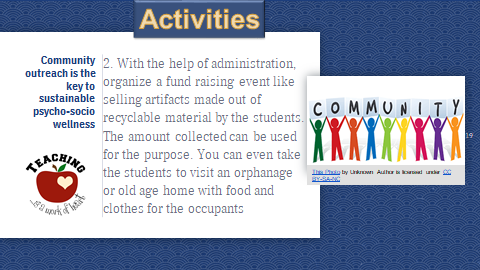 Activities
Community
outreach is the
key to
sustainable
psycho-socio
wellness
2. With the help of administration,
organize a fund raising event like
selling artifacts made out of
recyclable material by the students.
The amount collected can be used
for the purpose. You can even take
the students to visit an orphanage
or old age home with food and
clothes for the occupants
TEACHING
...is a work of heart
COMMUNITY
This Photo by Unknown Author is licensed under CC
BY-SA-NC
19